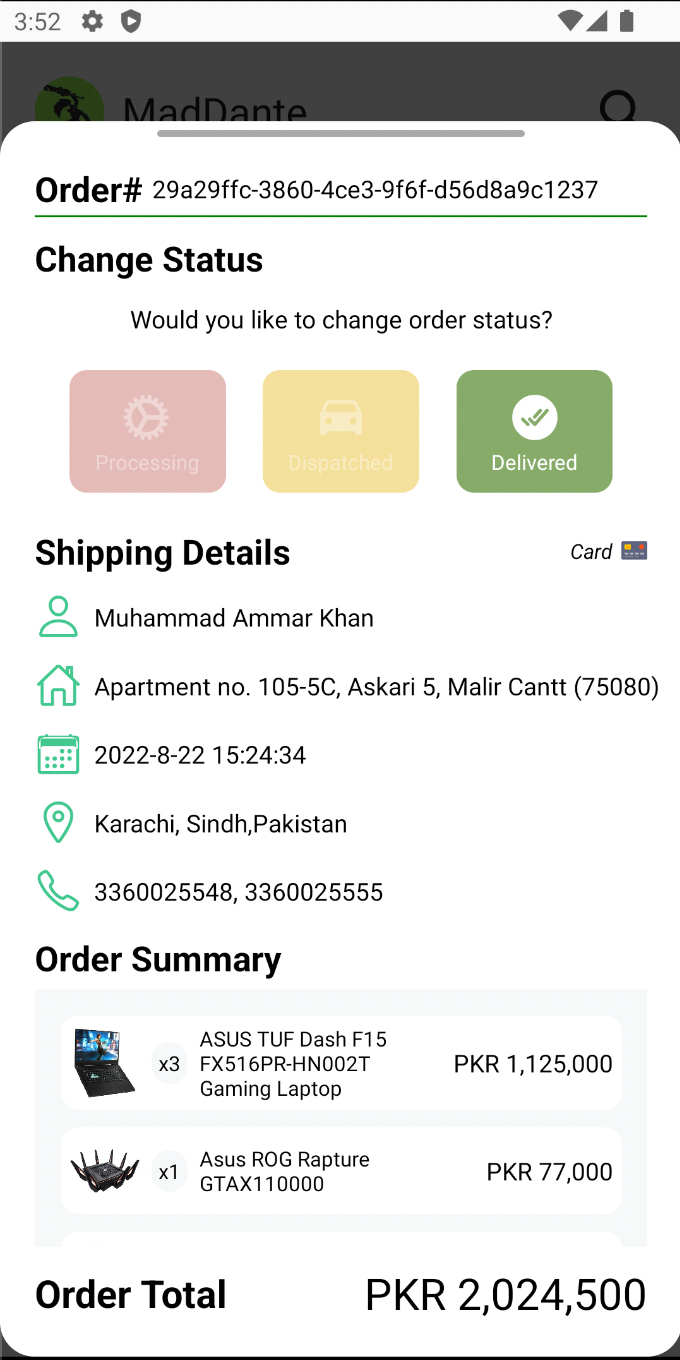 3:52
MadDante
Order# 29a29ffc-3860-4ce3-9f6f-d56d8a9c1237
Change Status
Would you like to change order status?
Processing Dispatched Delivered
Shipping Details Card
Muhammad Ammar Khan
Apartment no. 105-5C, Askari 5, Malir Cantt (75080)
2022-8-22 15:24:34
Karachi, Sindh,Pakistan
3360025548, 3360025555
Order Summary
ASUS TUF Dash F15
x3 FX516PR-HN002T PKR 1,125,000
Gaming Laptop
Asus ROG Rapture
x1 GTAX110000 PKR 77,000
Order Total PKR 2,024,500